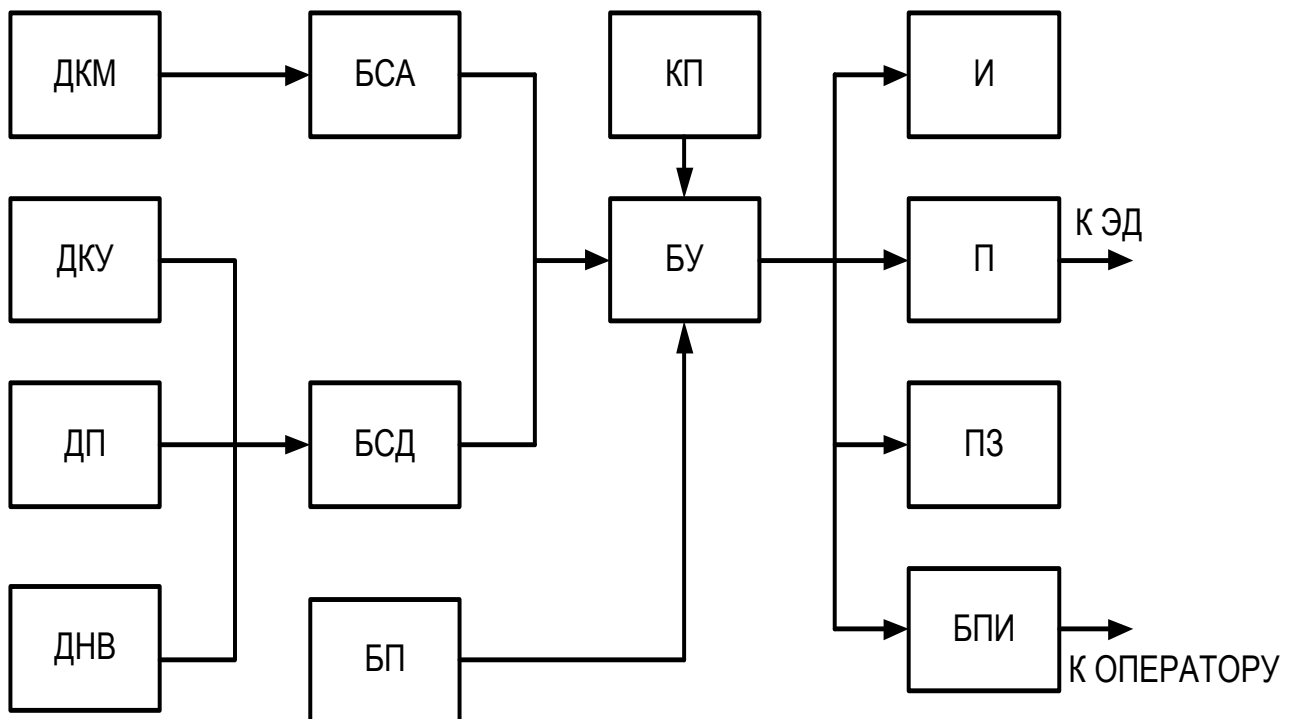 ДКМ
БСА
КП
И
ДКУ
БУ
П
К ЭД
ДП
БСД
ПЗ
ДНВ
БП
БПИ
К ОПЕРАТОРУ